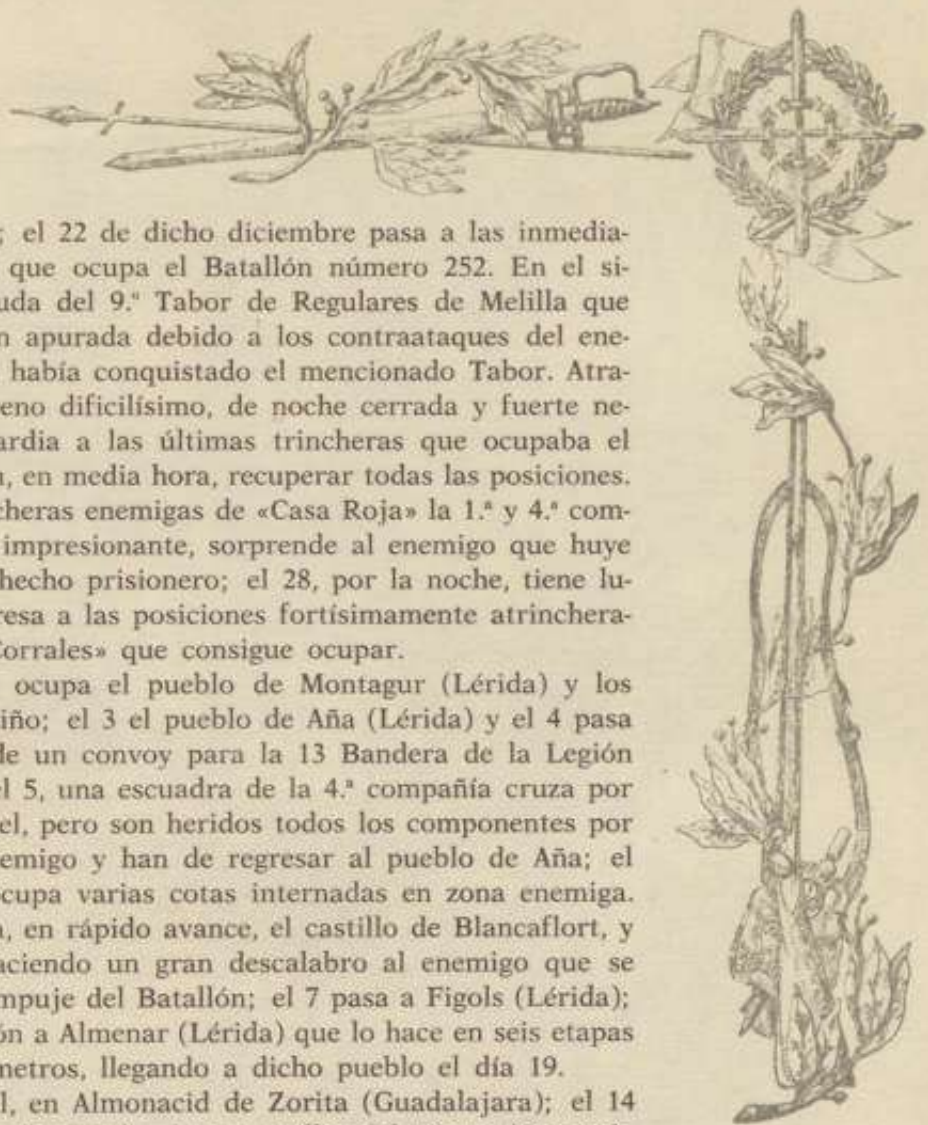 ; el 22 de dicho diciembre pasa a las inmedia-
que ocupa el Batallón número 252. En el si-
uda del 9.º Tabor de Regulares de Melilla que
n apurada debido a los contraataques del ene-
había conquistado el mencionado Tabor. Atra-
eno dificilísimo, de noche cerrada y fuerte ne-
ardia a las últimas trincheras que ocupaba el
, en media hora, recuperar todas las posiciones.
cheras enemigas de «Casa Roja» la 1.ª y 4.ª com-
impresionante, sorprende al enemigo que huye
hecho prisionero; el 28, por la noche, tiene lu-
resa a las posiciones fortísimamente atrinchera-
Corrales» que consigue ocupar.
ocupa el pueblo de Montagur (Lérida) y los
iño; el 3 el pueblo de Aña (Lérida) y el 4 pasa
de un convoy para la 13 Bandera de la Legión
el 5, una escuadra de la 4.ª compañía cruza por
el, pero son heridos todos los componentes por
emigo y han de regresar al pueblo de Aña; el
ocupa varias cotas internadas en zona enemiga.
a, en rápido avance, el castillo de Blancaflort, y
aciendo un gran descalabro al enemigo que se
mpuje del Batallón; el 7 pasa a Figols (Lérida);
ón a Almenar (Lérida) que lo hace en seis etapas
metros, llegando a dicho pueblo el día 19.
l, en Almonacid de Zorita (Guadalajara); el 14